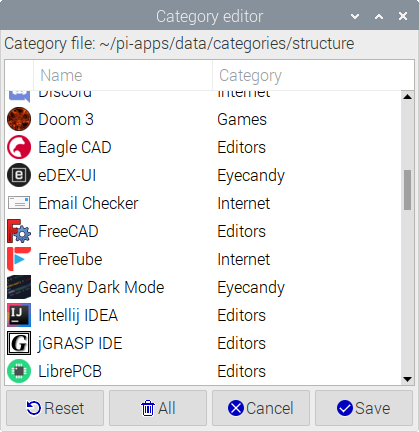 Category editor
Category file: ~/pi-apps/data/categories/structure
Name Category
Discord Internet
Doom 3 Games
Eagle CAD Editors
eDEX-UI Eyecandy
Email Checker Internet
FreeCAD Editors
FreeTube Internet
Geany Dark Mode Eyecandy
IJ Intellij IDEA Editors
G jGRASP IDE Editors
LibrePCB Editors
Reset All Cancel Save